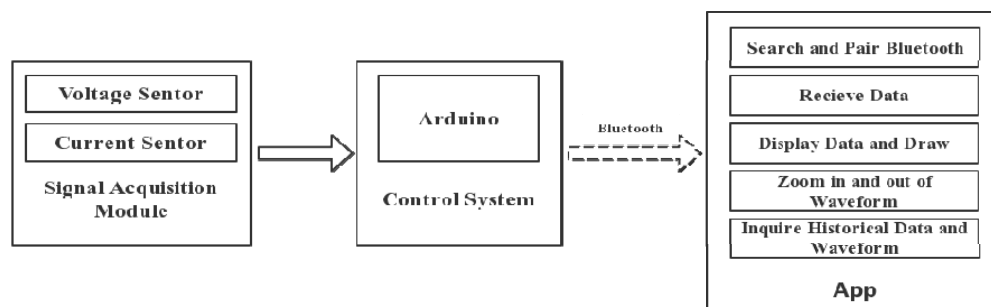 Voltage Sentor
Current Sentor
Signal Acquisition
Module
Arduino
Control System
Bluetooth
Search and Pair Bluetooth
Recieve Data
Display Data and Draw
Zoom in and out of
Waveform
Inquire Historical Data and
Waveform
App